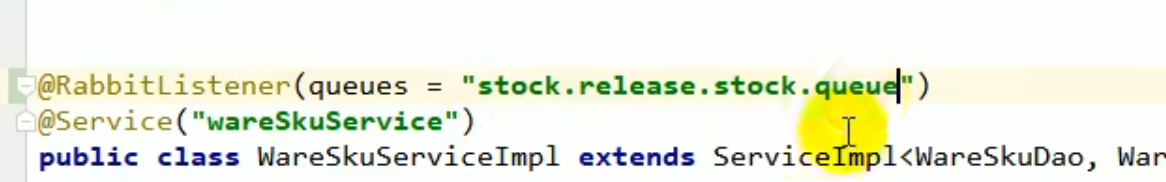 @RabbitListener(queues = "stock.release.stock.queue")
@Service("wareSkuService")
public class WareSkuServiceImpl extends ServiceImpl<WareSkuDao, War